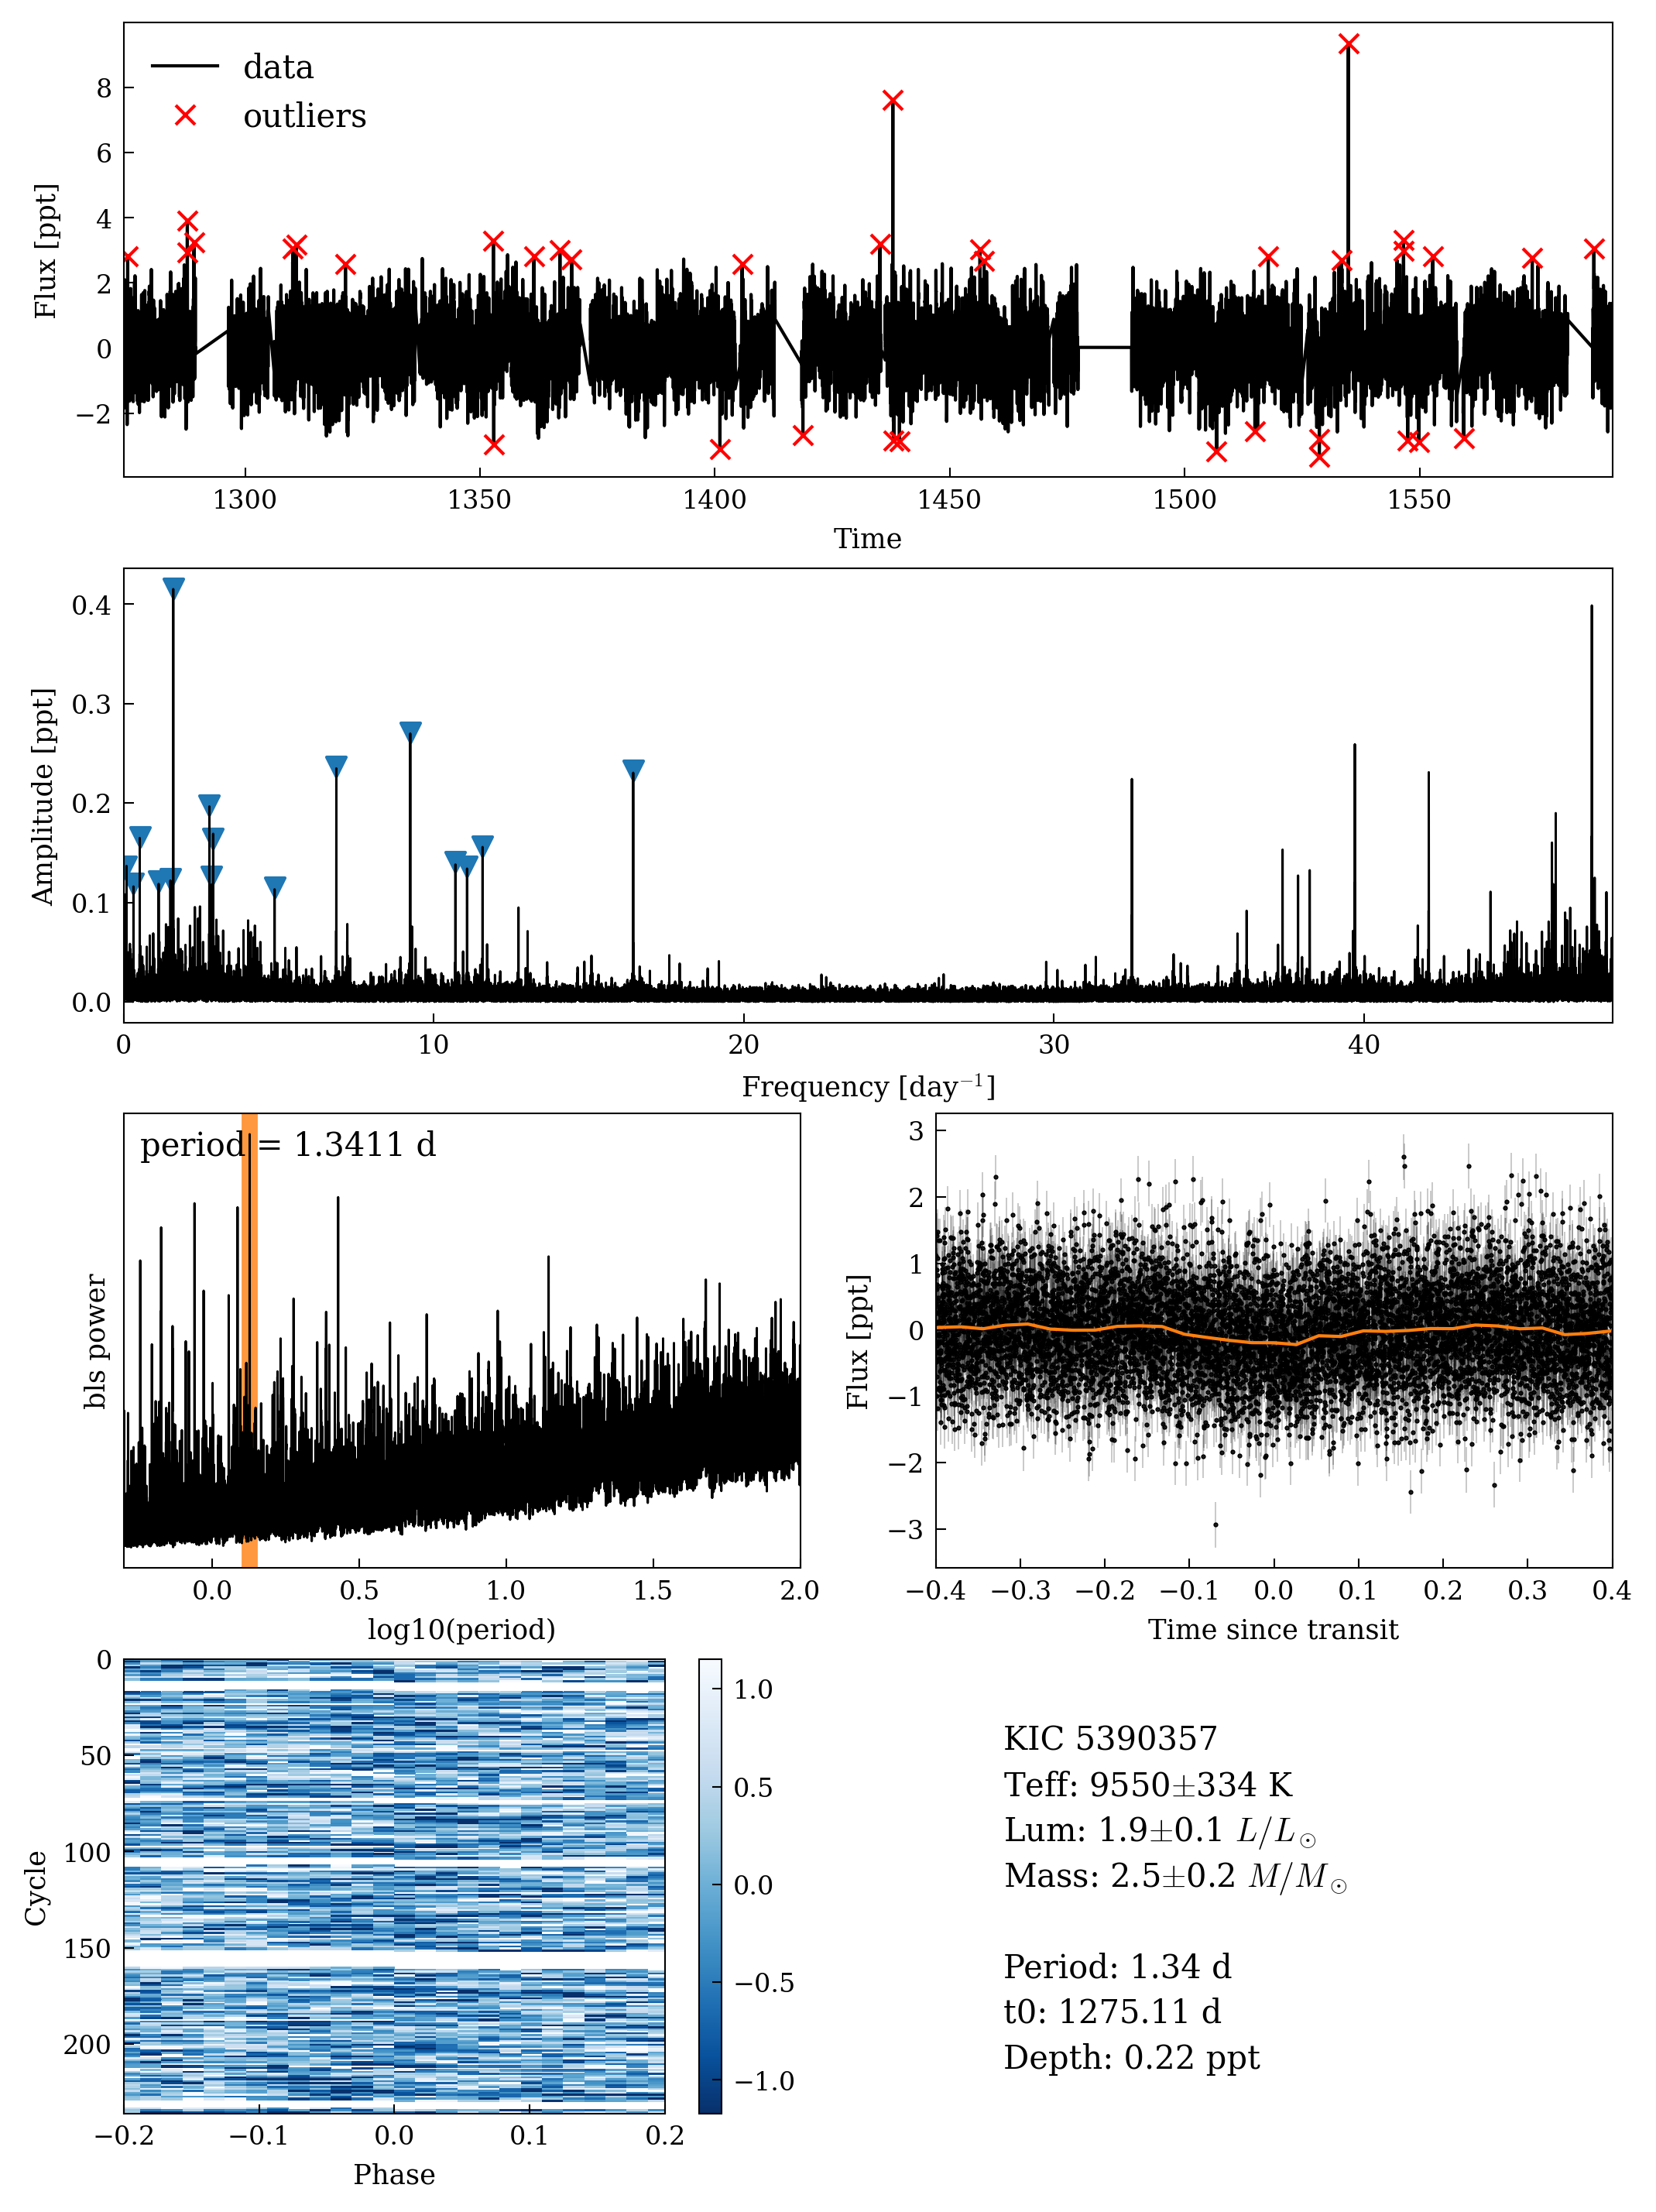 data
outliers
8
6
4
2
0
−2
Flux [ppt]
1300 1350 1400 1450 1500 1550
Time
0.4
0.3
0.2
0.1
0.0
Amplitude [ppt]
0 10 20 30 40
Frequency [day⁻¹]
period = 1.3411 d
bls power
0.0 0.5 1.0 1.5 2.0
log10(period)
3
2
1
0
−1
−2
−3
Flux [ppt]
−0.4 −0.3 −0.2 −0.1 0.0 0.1 0.2 0.3 0.4
Time since transit
0
50
100
150
200
Cycle
−0.2 −0.1 0.0 0.1 0.2
Phase
1.0
0.5
0.0
−0.5
−1.0
KIC 5390357
Teff: 9550±334 K
Lum: 1.9±0.1 L/L☉
Mass: 2.5±0.2 M/M☉
Period: 1.34 d
t0: 1275.11 d
Depth: 0.22 ppt